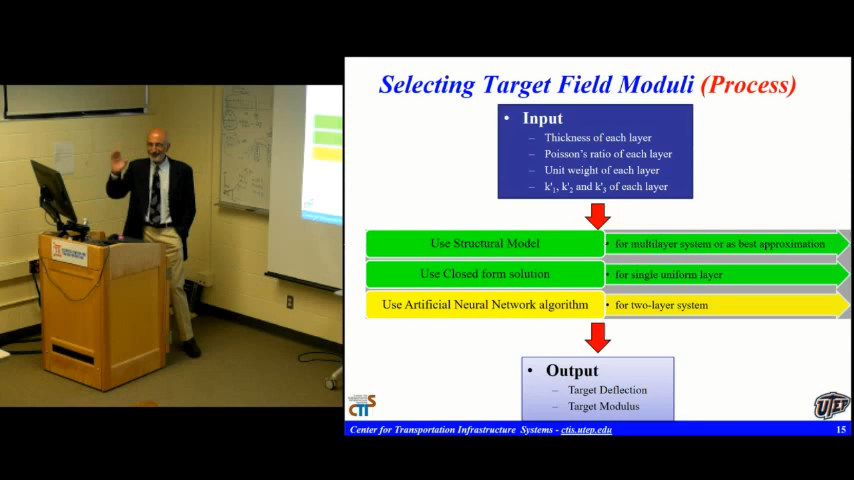 Selecting Target Field Moduli (Process)
• Input
– Thickness of each layer
– Poisson's ratio of each layer
– Unit weight of each layer
– k'1, k'2 and k'3 of each layer
Use Structural Model • for multilayer system or as best approximation
Use Closed form solution • for single uniform layer
Use Artificial Neural Network algorithm • for two-layer system
• Output
– Target Deflection
– Target Modulus
CTIS
UTEP
Center for Transportation Infrastructure Systems - ctis.utep.edu 15